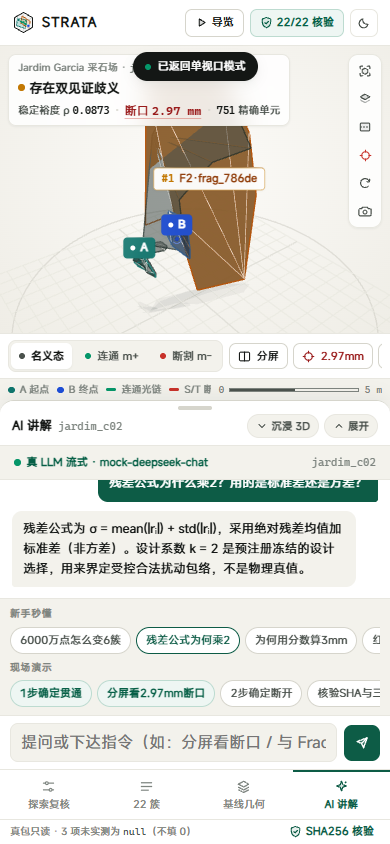 STRATA
导览
22/22 核验
Jardim Garcia 采石场 ·
已返回单视口模式
存在双见证歧义
稳定裕度 ρ 0.0873 · 断口 2.97 mm · 751 精确单元
#1 F2·frag_786de
B
A
名义态
连通 m+
断割 m−
分屏
2.97mm
A 起点
B 终点
连通光链
S/T
0
5 m
AI 讲解 jardim_c02
沉浸 3D
展开
真 LLM 流式 · mock-deepseek-chat
jardim_c02
残差公式为什么乘2？用的是标准差还是方差？
残差公式为 σ = mean(|rᵢ|) + std(|rᵢ|)，采用绝对残差均值加
标准差（非方差）。设计系数 k = 2 是预注册冻结的设计
选择，用来界定受控合法扰动包络，不是物理真值。
新手秒懂
6000万点怎么变6簇
残差公式为何乘2
为何用分数算3mm
现场演示
1步确定贯通
分屏看2.97mm断口
2步确定断开
核验SHA与三
提问或下达指令（如：分屏看断口 / 与 Frac
探索复核
22 簇
基线几何
AI 讲解
真包只读 · 3 项未实测为 null（不填 0）
SHA256 核验